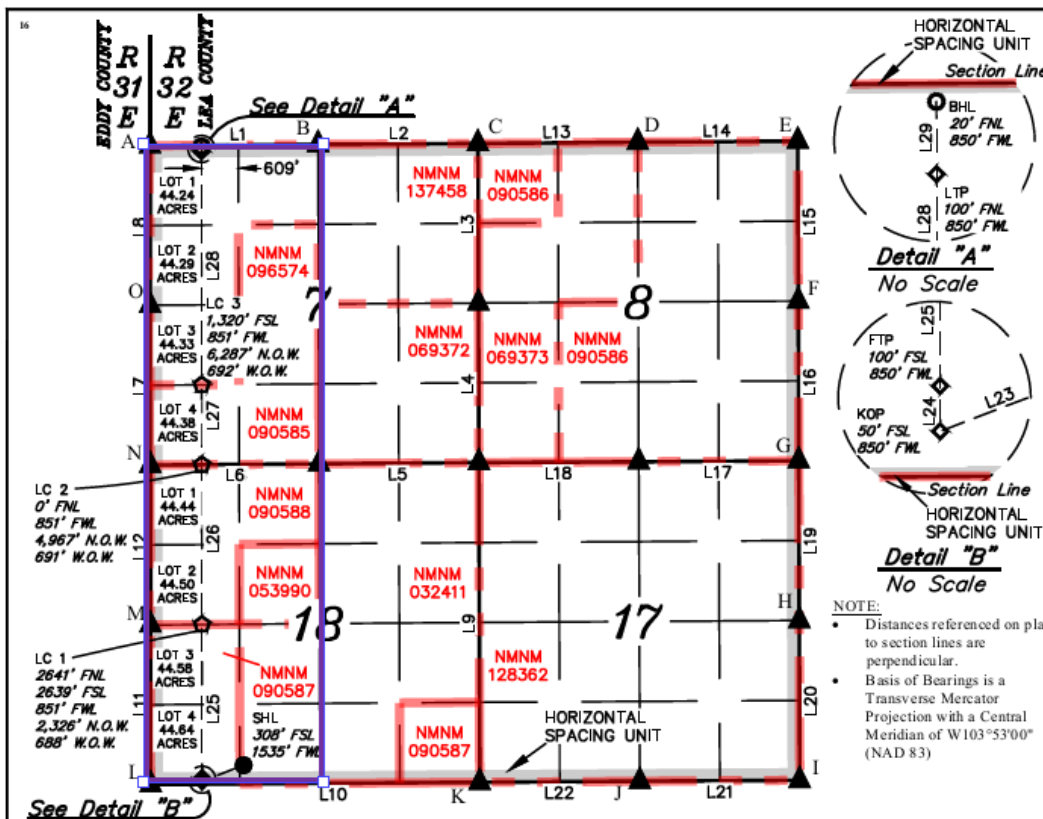 16
EDDY COUNTY
R
31
E
R
32
E
LEA COUNTY
See Detail "A"
A
L1
B
L2
C
L13
D
L14
E
609'
LOT 1
44.24
ACRES
NMNM
137458
NMNM
090586
L8
L3
L15
LOT 2
44.29
ACRES
L28
NMNM
096574
O
7
8
F
LC 3
1,320' FSL
851' FWL
6,287' N.O.W.
692' W.O.W.
LOT 3
44.33
ACRES
NMNM
069372
NMNM
069373
NMNM
090586
L7
L4
L16
LOT 4
44.38
ACRES
L27
NMNM
090585
N
L6
L5
L18
L17
G
LC 2
0' FNL
851' FWL
4,967' N.O.W.
691' W.O.W.
LOT 1
44.44
ACRES
NMNM
090588
L12
L26
L19
LOT 2
44.50
ACRES
NMNM
053990
NMNM
032411
M
18
L9
17
H
LC 1
2641' FNL
2639' FSL
851' FWL
2,326' N.O.W.
688' W.O.W.
LOT 3
44.58
ACRES
NMNM
090587
NMNM
128362
L11
L25
L20
LOT 4
44.64
ACRES
SHL
308' FSL
1535' FWL
NMNM
090587
HORIZONTAL
SPACING UNIT
L
L10
K
L22
J
L21
I
See Detail "B"
HORIZONTAL
SPACING UNIT
Section Line
BHL
20' FNL
850' FWL
L29
LTP
100' FNL
850' FWL
L28
Detail "A"
No Scale
L25
FTP
100' FSL
850' FWL
L23
L24
KOP
50' FSL
850' FWL
Section Line
HORIZONTAL
SPACING UNIT
Detail "B"
No Scale
NOTE:
• Distances referenced on pla
to section lines are
perpendicular.
• Basis of Bearings is a
Transverse Mercator
Projection with a Central
Meridian of W103°53'00"
(NAD 83)